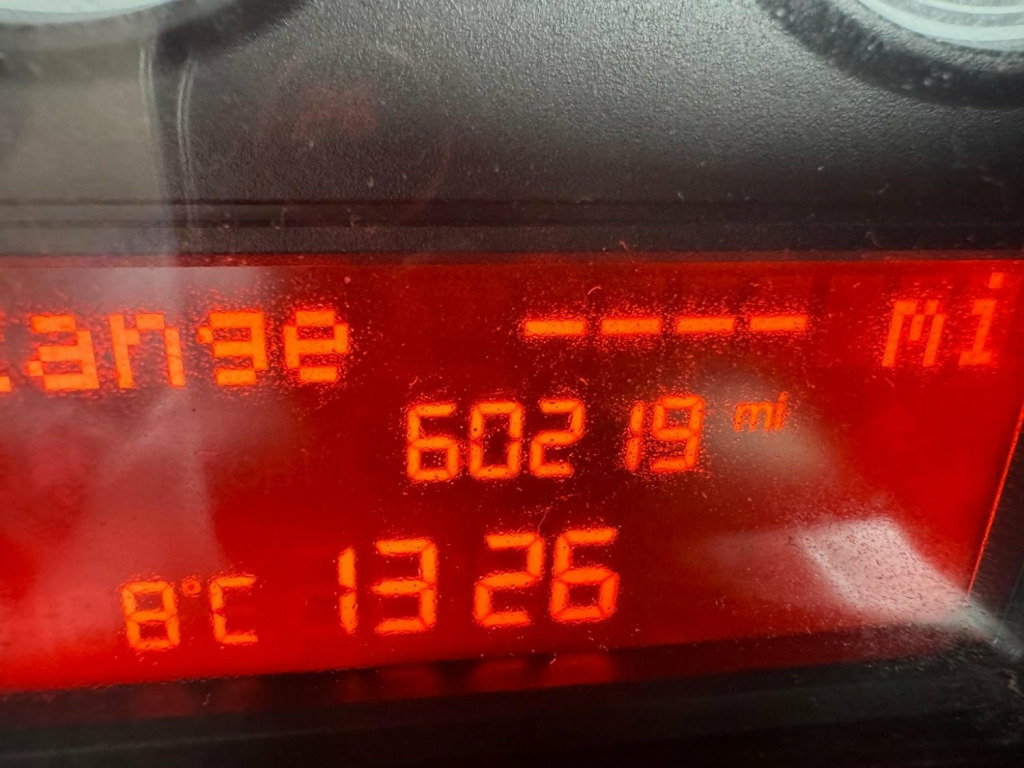 ange ---- mi
60219 mi
8°C 1326